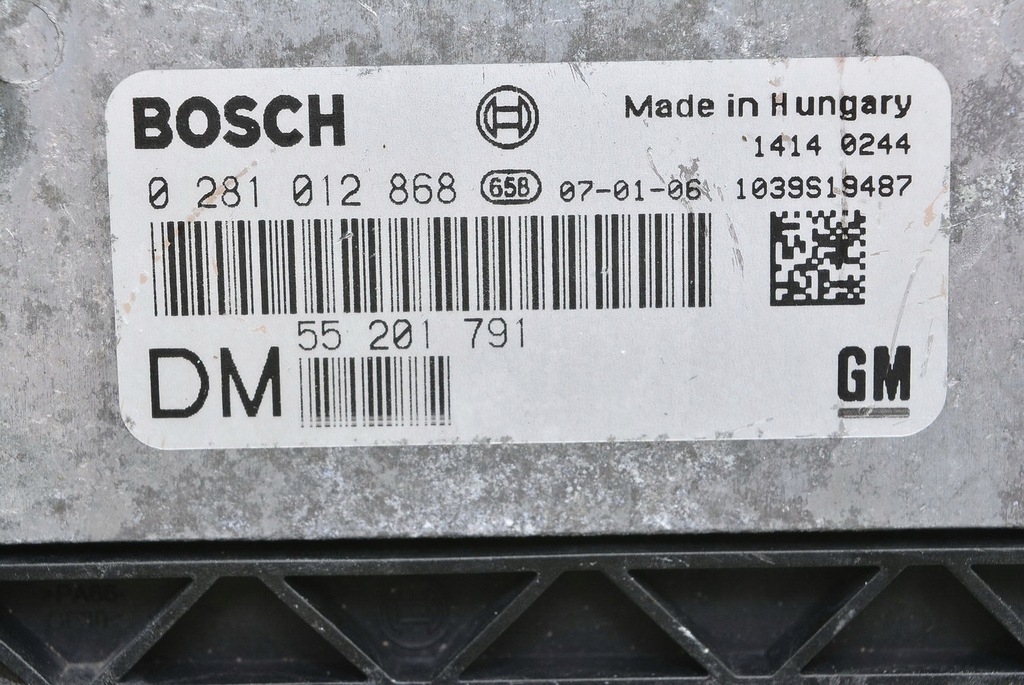 BOSCH
Made in Hungary
1414 0244
0 281 012 868 658 07-01-06 1039S19487
55 201 791
DM
GM